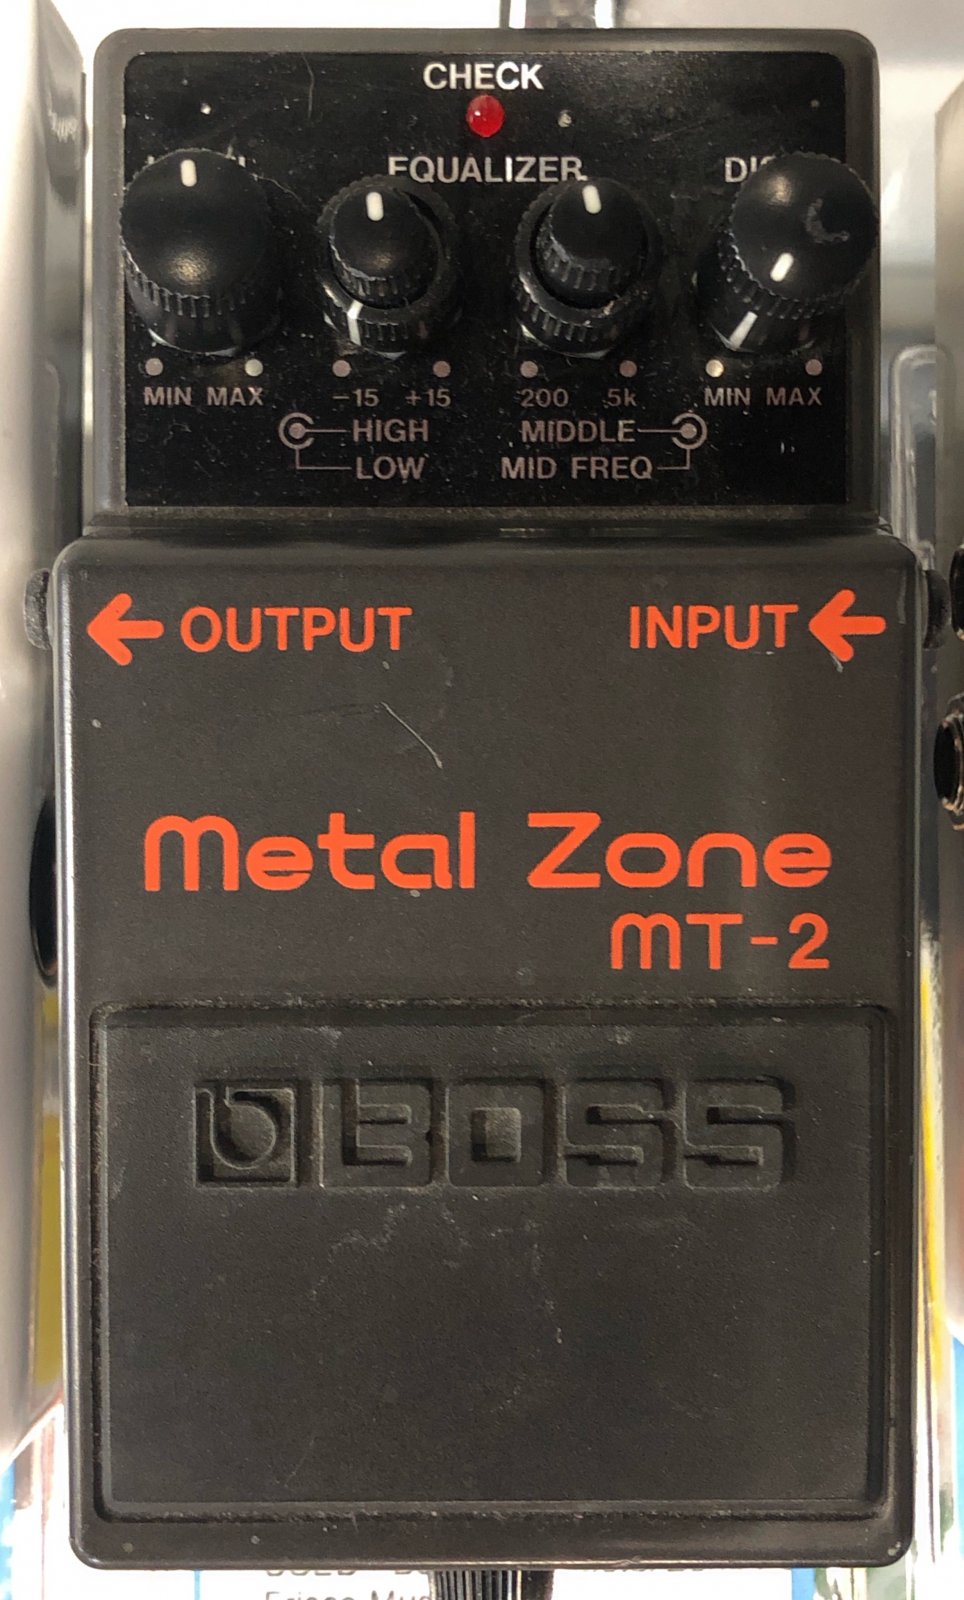 CHECK
EQUALIZER
MIN MAX -15 +15 200 5k MIN MAX
HIGH MIDDLE
LOW MID FREQ
OUTPUT INPUT
Metal Zone
MT-2
BOSS